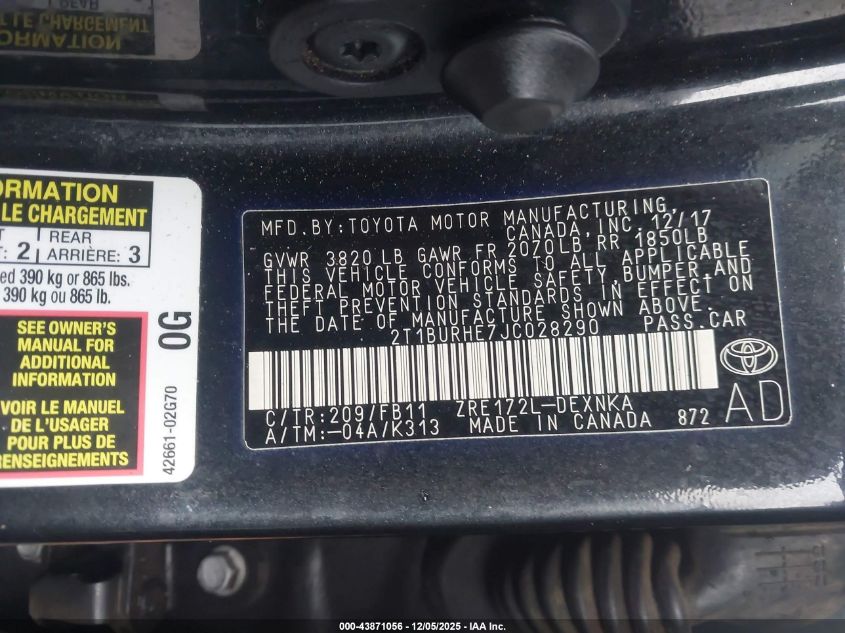 REAR
LE CHARGEMENT
ORMATION
ORMATION
LE CHARGEMENT
2 REAR
ARRIÈRE: 3
390 kg or 865 lbs.
390 kg ou 865 lb.
SEE OWNER'S
MANUAL FOR
ADDITIONAL
INFORMATION
VOIR LE MANUEL
DE L'USAGER
POUR PLUS DE
RENSEIGNEMENTS
0G
42661-02G70
MFD.BY:TOYOTA MOTOR MANUFACTURING,
CANADA,INC. 12/17
GVWR 3820 LB GAWR FR 2070LB RR 1850LB
THIS VEHICLE CONFORMS TO ALL APPLICABLE
FEDERAL MOTOR VEHICLE SAFETY,BUMPER,AND
THEFT PREVENTION STANDARDS IN EFFECT ON
THE DATE OF MANUFACTURE SHOWN ABOVE.
2T1BURHE7JC028290 PASS.CAR
C/TR:209/FB11 ZRE172L-DEXNKA
A/TM:-04A/K313 MADE IN CANADA 872
AD
000-43871056 - 12/05/2025 - IAA Inc.